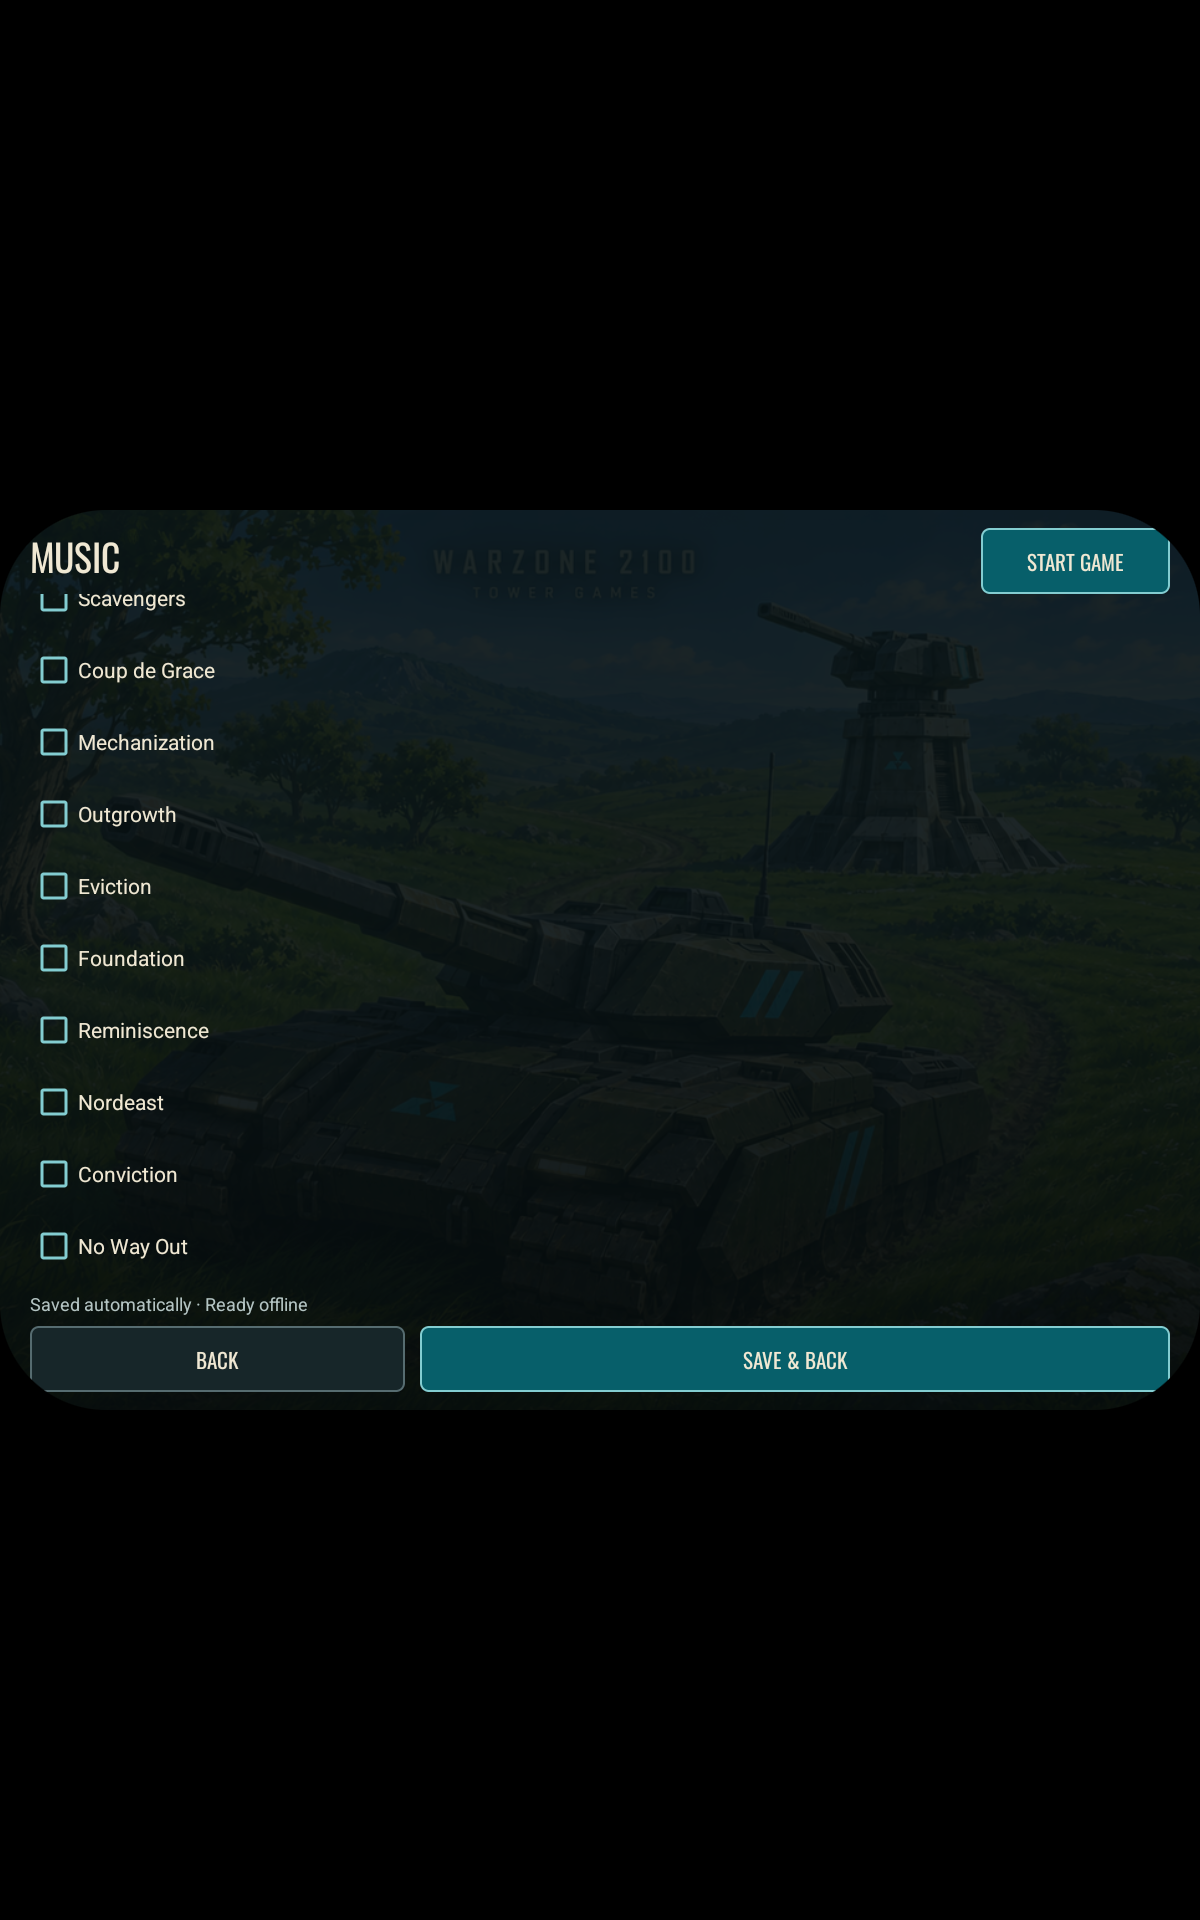 MUSIC
WARZONE 2100
TOWER GAMES
START GAME
Scavengers
Coup de Grace
Mechanization
Outgrowth
Eviction
Foundation
Reminiscence
Nordeast
Conviction
No Way Out
Saved automatically · Ready offline
BACK
SAVE & BACK